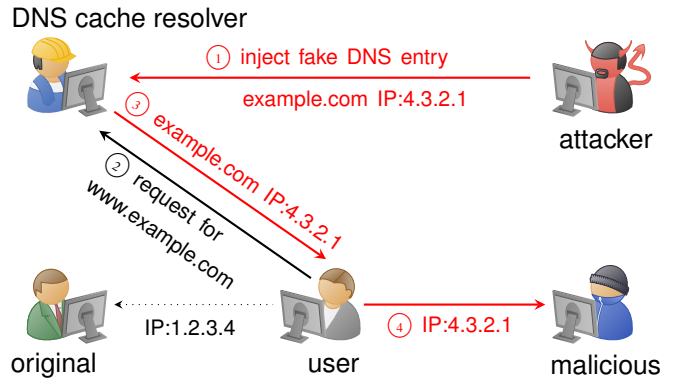 DNS cache resolver
1 inject fake DNS entry
example.com IP:4.3.2.1
attacker
3 example.com IP:4.3.2.1
2 request for
www.example.com
IP:1.2.3.4
4 IP:4.3.2.1
original
user
malicious